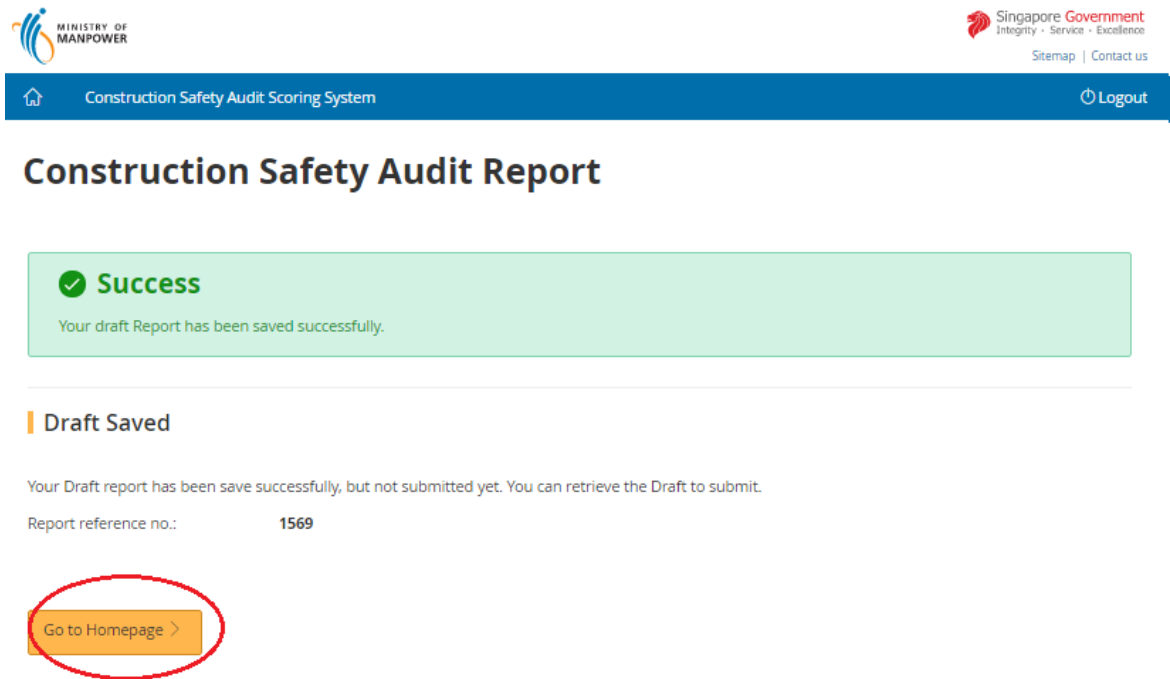 MINISTRY OF
MANPOWER
Singapore Government
Integrity · Service · Excellence
Sitemap | Contact us
Construction Safety Audit Scoring System
Logout
Construction Safety Audit Report
Success
Your draft Report has been saved successfully.
Draft Saved
Your Draft report has been save successfully, but not submitted yet. You can retrieve the Draft to submit.
Report reference no.: 1569
Go to Homepage >